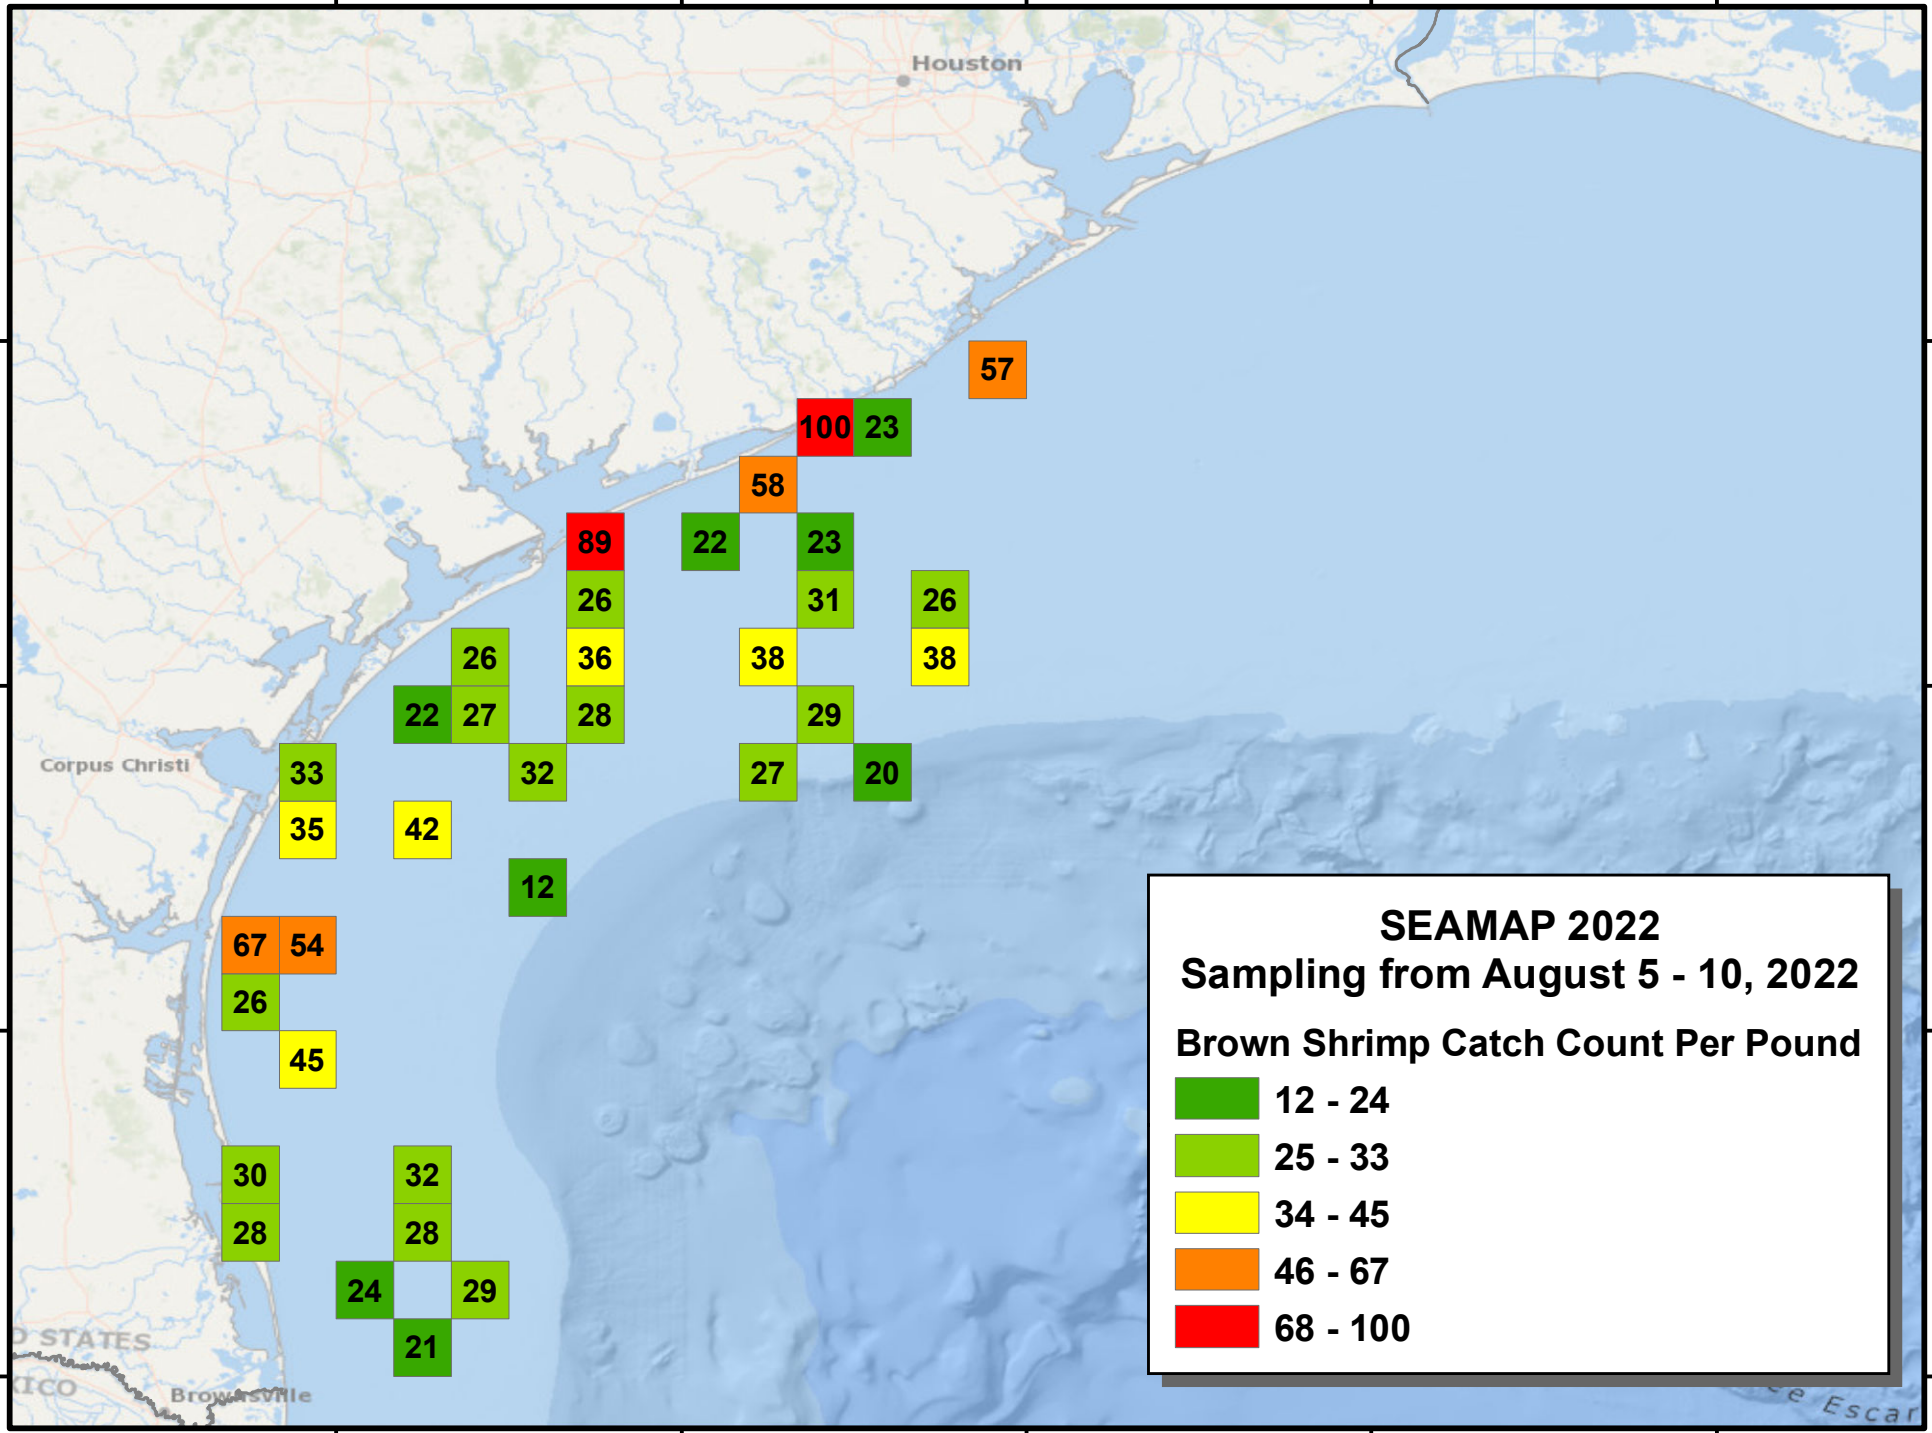 Houston
57
100 23
58
89 22 23
26 31 26
26 36 38 38
22 27 28 29
Corpus Christi
33 32 27 20
35 42
12
67 54
26
45
30 32
28 28
24 29
21
D STATES
XICO
Brownsville
SEAMAP 2022
Sampling from August 5 - 10, 2022
Brown Shrimp Catch Count Per Pound
12 - 24
25 - 33
34 - 45
46 - 67
68 - 100
Escar